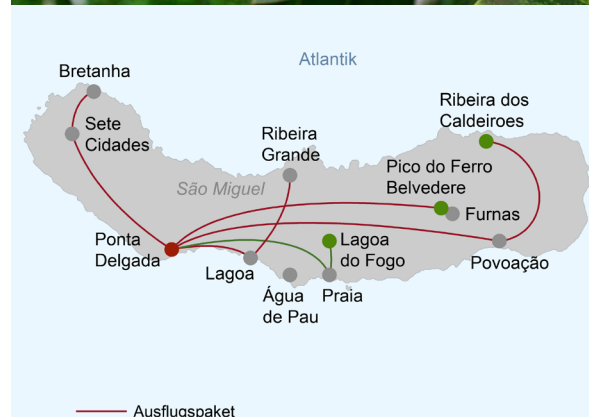 Atlantik
Bretanha
Sete
Cidades
Ribeira
Grande
Ribeira dos
Caldeiroes
Pico do Ferro
Belvedere
São Miguel
Furnas
Ponta
Delgada
Lagoa
Lagoa
do Fogo
Povoação
Água
de Pau
Praia
Ausflugspaket